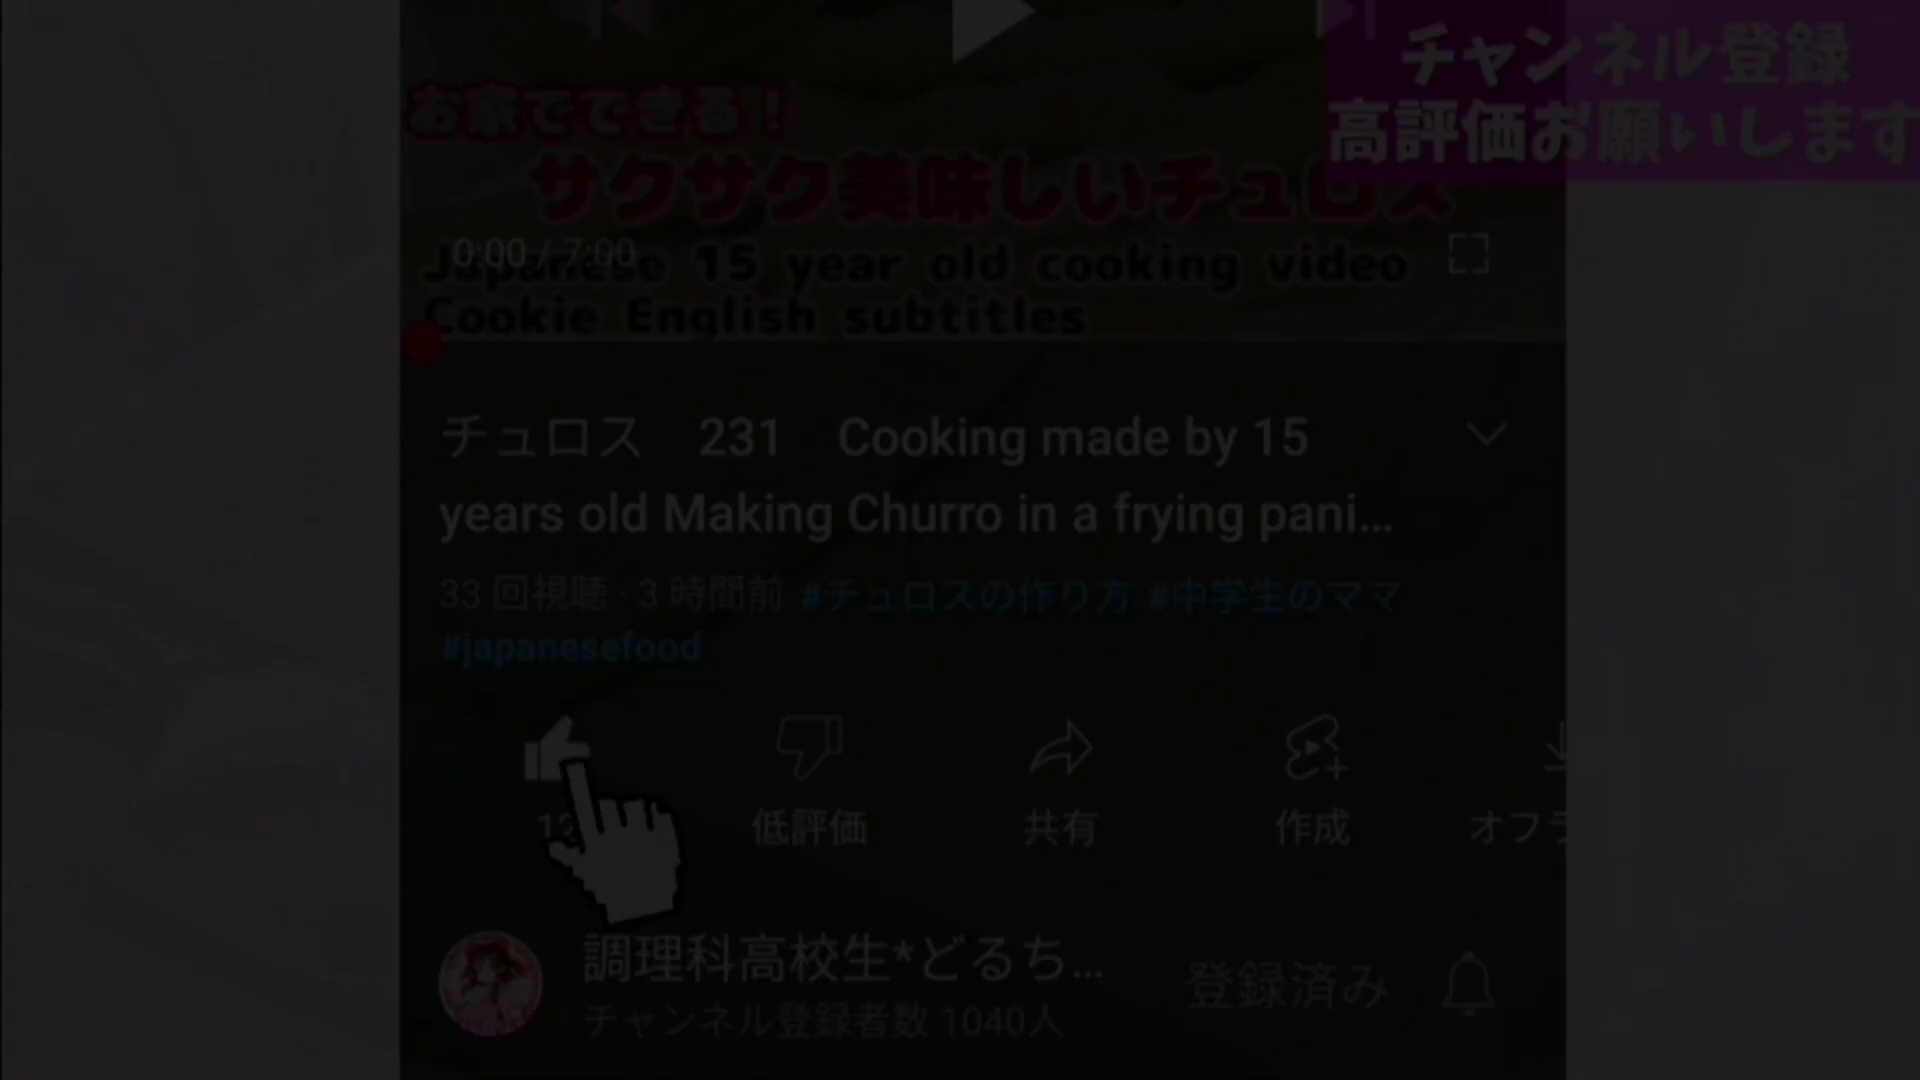 チャンネル登録
高評価お願いします
お家でできる!
サクサク美味しいチュロス
0:00 / 7:00
Japanese 15 year old cooking video
Cookie English subtitles
チュロス 231 Cooking made by 15
years old Making Churro in a frying pani...
33 回視聴・3 時間前 #チュロスの作り方 #中学生のママ
#japanesefood
低評価 共有 作成 オフラ
調理科高校生*どるち...
チャンネル登録者数 1040人
登録済み